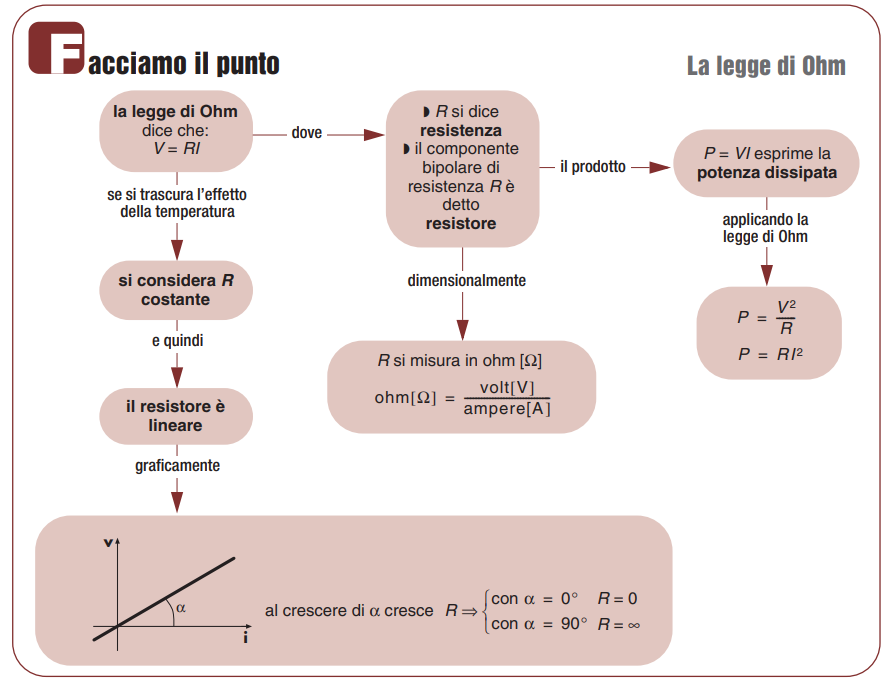 Facciamo il punto
La legge di Ohm
la legge di Ohm
dice che:
V = RI
dove
◗ R si dice
resistenza
◗ il componente
bipolare di
resistenza R è
detto
resistore
il prodotto
P = VI esprime la
potenza dissipata
se si trascura l'effetto
della temperatura
applicando la
legge di Ohm
si considera R
costante
dimensionalmente
P = V²/R
P = RI²
e quindi
R si misura in ohm [Ω]
ohm[Ω] = volt[V]/ampere[A]
il resistore è
lineare
graficamente
v
α
i
al crescere di α cresce R ⇒ { con α = 0° R = 0
con α = 90° R = ∞